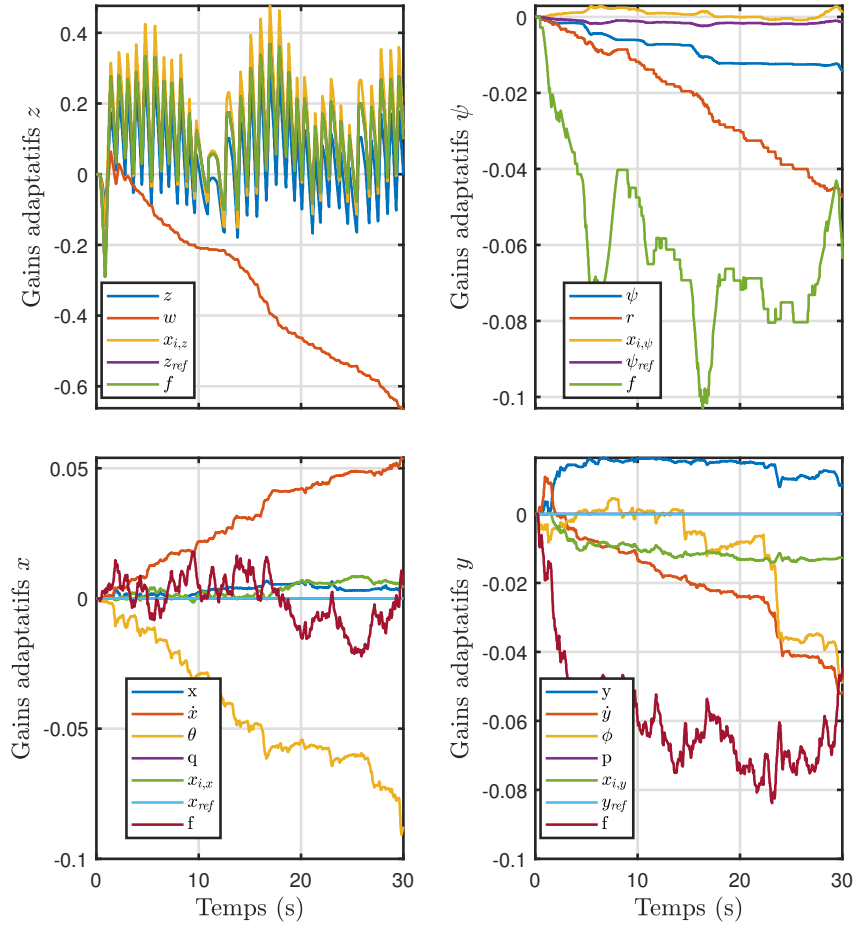 Gains adaptatifs z
0.4
0.2
0
-0.2
-0.4
-0.6
z
w
x_{i,z}
z_{ref}
f
Gains adaptatifs ψ
0
-0.02
-0.04
-0.06
-0.08
-0.1
ψ
r
x_{i,ψ}
ψ_{ref}
f
Gains adaptatifs x
0.05
0
-0.05
-0.1
x
ẋ
θ
q
x_{i,x}
x_{ref}
f
0
10
20
30
Temps (s)
Gains adaptatifs y
0
-0.02
-0.04
-0.06
-0.08
-0.1
y
ẏ
ϕ
p
x_{i,y}
y_{ref}
f
0
10
20
30
Temps (s)